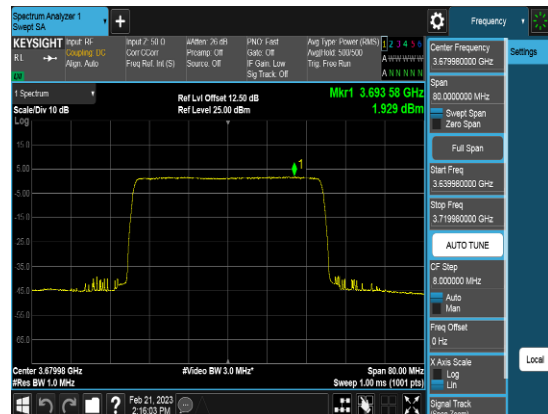 Spectrum Analyzer 1
Swept SA
+
Frequency
KEYSIGHT
RL
Input: RF
Coupling: DC
Align: Auto
Input Z: 50 Ω
Corr CCorr
Freq Ref: Int (S)
#Atten: 26 dB
Preamp: Off
Source: Off
PNO: Fast
Gate: Off
IF Gain: Low
Sig Track: Off
Avg Type: Power (RMS)
Avg|Hold: 500/500
Trig: Free Run
1 2 3 4 5 6
A W W W W W
A N N N N N
1 Spectrum
Scale/Div 10 dB
Log
Ref Lvl Offset 12.50 dB
Ref Level 25.00 dBm
Mkr1 3.693 58 GHz
1.929 dBm
15.0
5.00
-5.00
-15.0
-25.0
-35.0
-45.0
-55.0
-65.0
1
Center 3.67998 GHz
#Res BW 1.0 MHz
#Video BW 3.0 MHz*
Span 80.00 MHz
Sweep 1.00 ms (1001 pts)
Center Frequency
3.679980000 GHz
Span
80.0000000 MHz
Swept Span
Zero Span
Full Span
Start Freq
3.639980000 GHz
Stop Freq
3.719980000 GHz
AUTO TUNE
CF Step
8.000000 MHz
Auto
Man
Freq Offset
0 Hz
X Axis Scale
Log
Lin
Signal Track
(Span Zoom)
Settings
Local
?
Feb 21, 2023
2:16:03 PM